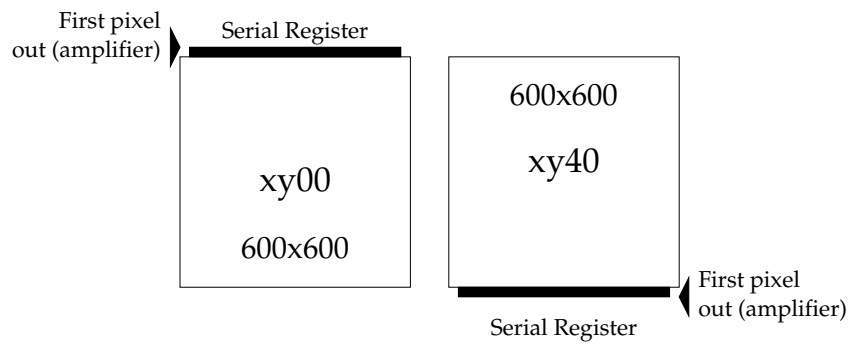 First pixel
out (amplifier)
Serial Register
xy00
600x600
600x600
xy40
First pixel
out (amplifier)
Serial Register